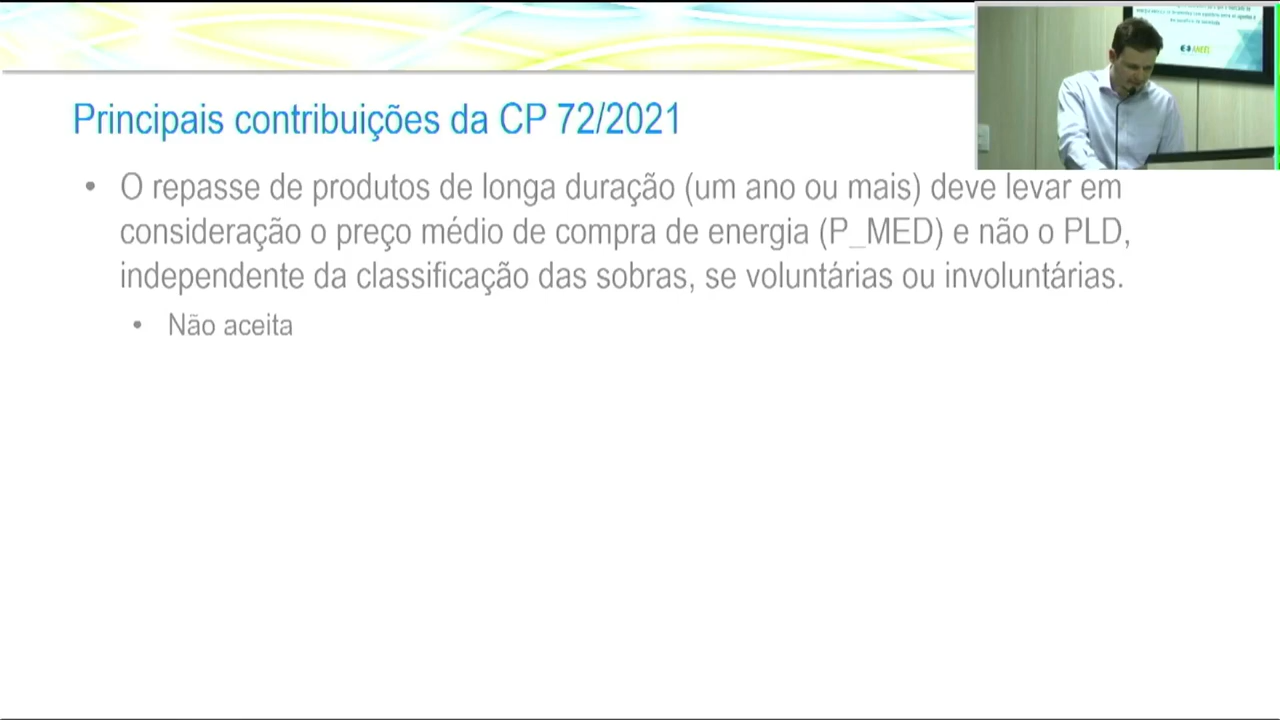 Principais contribuições da CP 72/2021
• O repasse de produtos de longa duração (um ano ou mais) deve levar em
consideração o preço médio de compra de energia (P_MED) e não o PLD,
independente da classificação das sobras, se voluntárias ou involuntárias.
• Não aceita
ANEEL